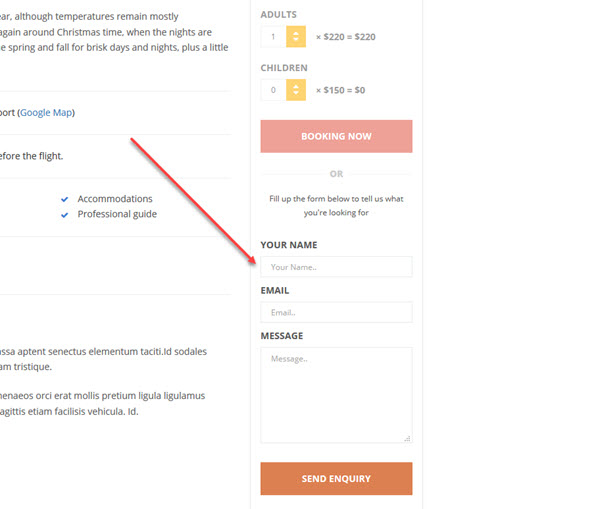 ear, although temperatures remain mostly
again around Christmas time, when the nights are
e spring and fall for brisk days and nights, plus a little
port (Google Map)
efore the flight.
Accommodations
Professional guide
assa aptent senectus elementum taciti.Id sodales
am tristique.
nenaeos orci erat mollis pretium ligula ligulamus
agittis etiam facilisis vehicula. Id.
ADULTS
1 × $220 = $220
CHILDREN
0 × $150 = $0
BOOKING NOW
OR
Fill up the form below to tell us what
you're looking for
YOUR NAME
Your Name..
EMAIL
Email..
MESSAGE
Message..
SEND ENQUIRY